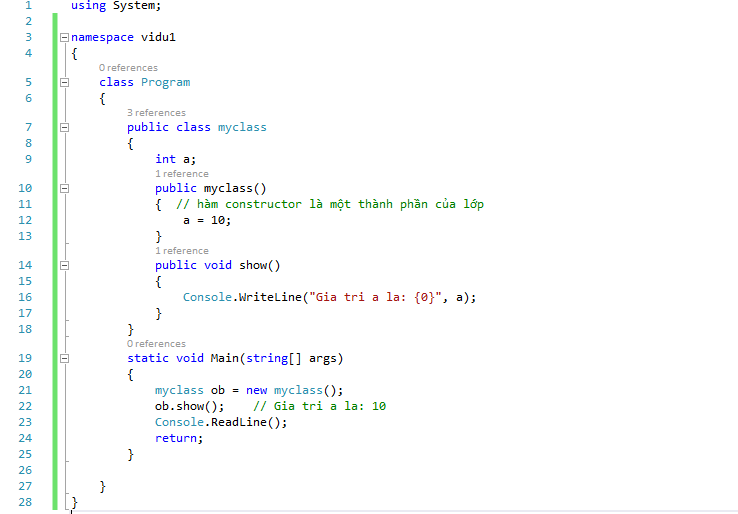 1 using System;
2
3 namespace vidu1
4 {
0 references
5 class Program
6 {
3 references
7 public class myclass
8 {
9 int a;
1 reference
10 public myclass()
11 { // hàm constructor là một thành phần của lớp
12 a = 10;
13 }
1 reference
14 public void show()
15 {
16 Console.WriteLine("Gia tri a la: {0}", a);
17 }
18 }
0 references
19 static void Main(string[] args)
20 {
21 myclass ob = new myclass();
22 ob.show(); // Gia tri a la: 10
23 Console.ReadLine();
24 return;
25 }
26
27 }
28 }